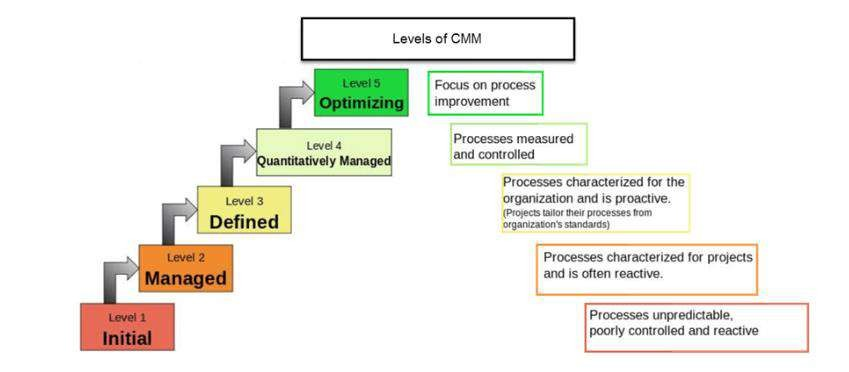 Levels of CMM
Level 5
Optimizing
Focus on process
improvement
Level 4
Quantitatively Managed
Processes measured
and controlled
Level 3
Defined
Processes characterized for the
organization and is proactive.
(Projects tailor their processes from
organization's standards)
Level 2
Managed
Processes characterized for projects
and is often reactive.
Level 1
Initial
Processes unpredictable,
poorly controlled and reactive